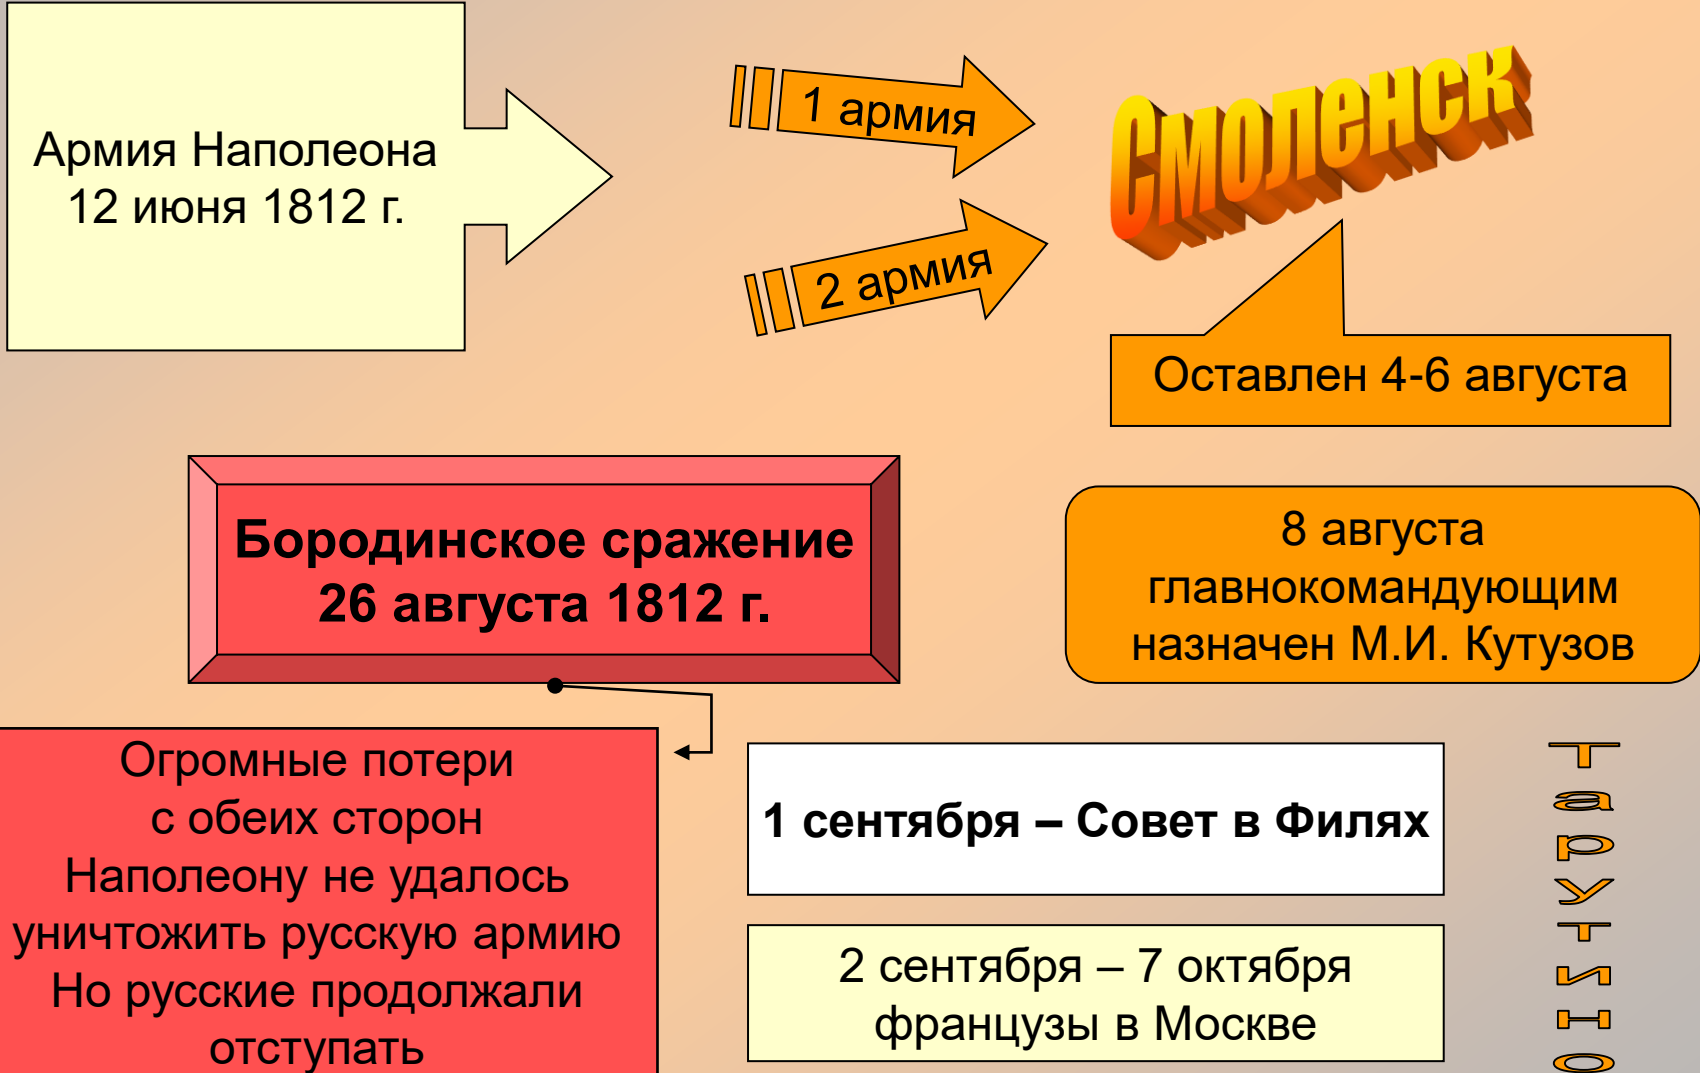 Армия Наполеона
12 июня 1812 г.
1 армия
2 армия
Смоленск
Оставлен 4-6 августа
Бородинское сражение
26 августа 1812 г.
8 августа
главнокомандующим
назначен М.И. Кутузов
Огромные потери
с обеих сторон
Наполеону не удалось
уничтожить русскую армию
Но русские продолжали
отступать
1 сентября – Совет в Филях
2 сентября – 7 октября
французы в Москве
Тарутино